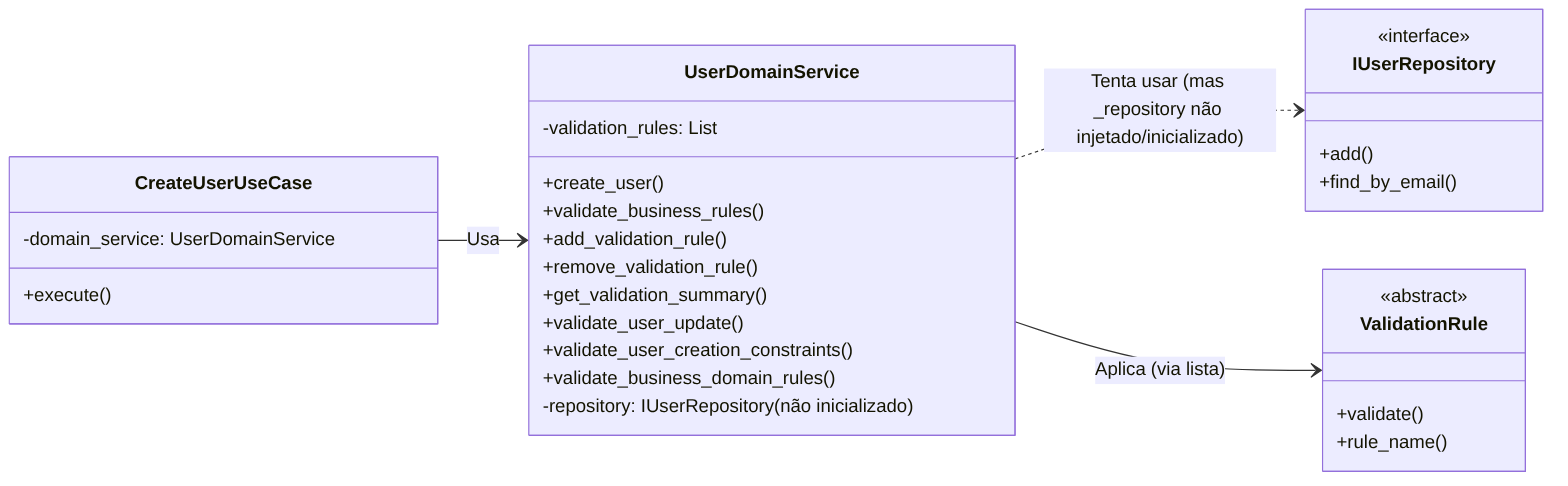 CreateUserUseCase
-domain_service: UserDomainService
+execute()
Usa
UserDomainService
-validation_rules: List
+create_user()
+validate_business_rules()
+add_validation_rule()
+remove_validation_rule()
+get_validation_summary()
+validate_user_update()
+validate_user_creation_constraints()
+validate_business_domain_rules()
-repository: IUserRepository(não inicializado)
Tenta usar (mas
_repository não
injetado/inicializado)
«interface»
IUserRepository
+add()
+find_by_email()
Aplica (via lista)
«abstract»
ValidationRule
+validate()
+rule_name()